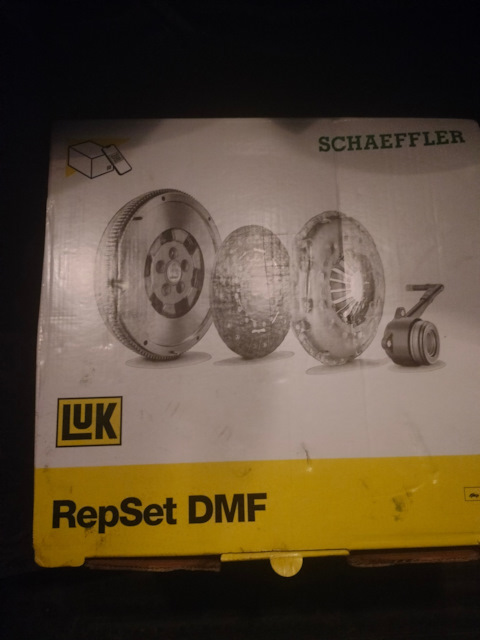 SCHAEFFLER
LUK
RepSet DMF